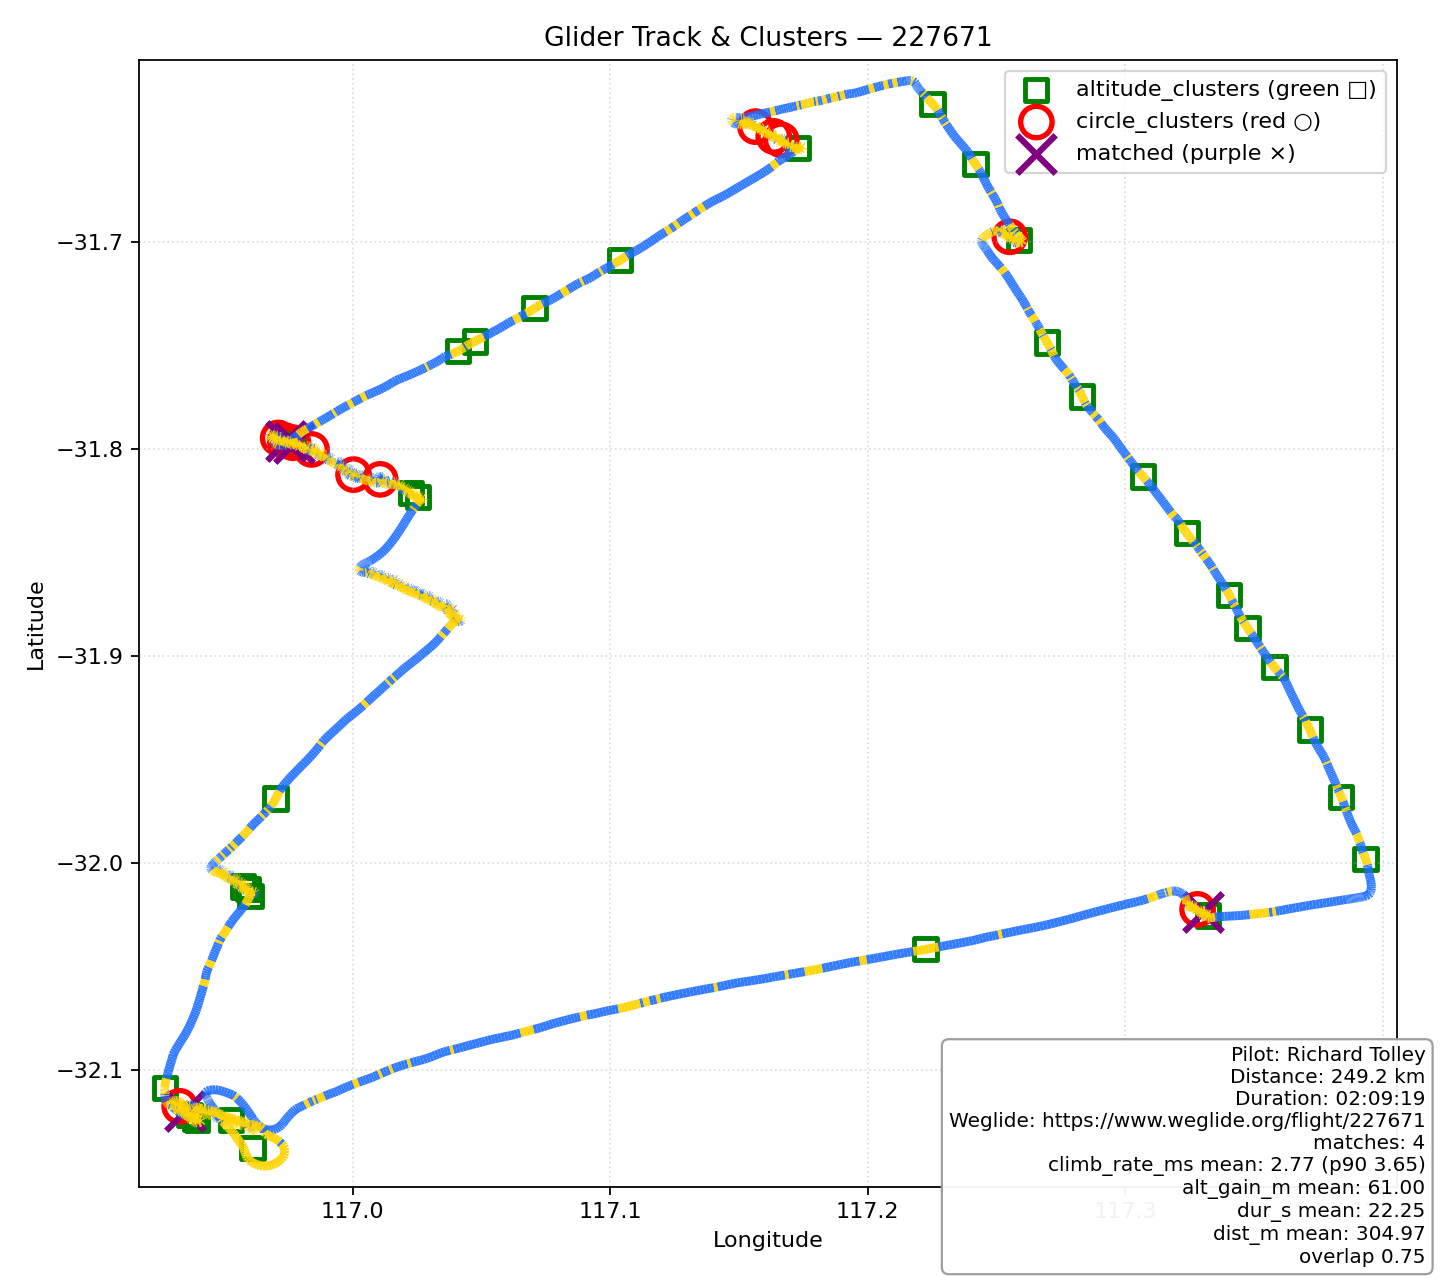 Glider Track & Clusters — 227671
altitude_clusters (green □)
circle_clusters (red ○)
matched (purple ×)
−31.7
−31.8
−31.9
−32.0
−32.1
Latitude
117.0
117.1
117.2
117.3
Longitude
Pilot: Richard Tolley
Distance: 249.2 km
Duration: 02:09:19
Weglide: https://www.weglide.org/flight/227671
matches: 4
climb_rate_ms mean: 2.77 (p90 3.65)
alt_gain_m mean: 61.00
dur_s mean: 22.25
dist_m mean: 304.97
overlap 0.75